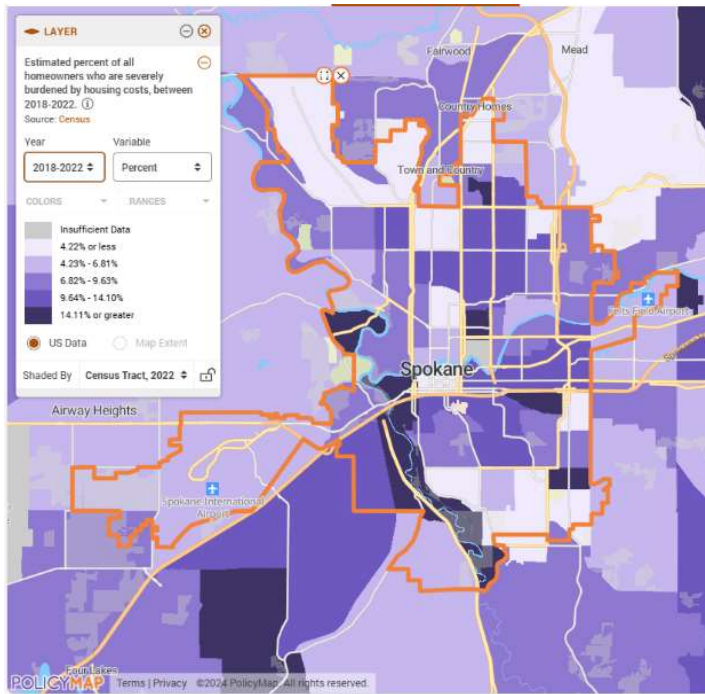 LAYER
Estimated percent of all
homeowners who are severely
burdened by housing costs, between
2018-2022.
Source: Census
Year Variable
2018-2022 Percent
COLORS RANGES
Insufficient Data
4.22% or less
4.23% - 6.81%
6.82% - 9.63%
9.64% - 14.10%
14.11% or greater
US Data Map Extent
Shaded By Census Tract, 2022
Fairwood
Mead
Country Homes
Town and Country
Felts Field Airport
Spokane
Airway Heights
Spokane International
Airport
Four Lakes
POLICYMAP Terms | Privacy ©2024 PolicyMap. All rights reserved.